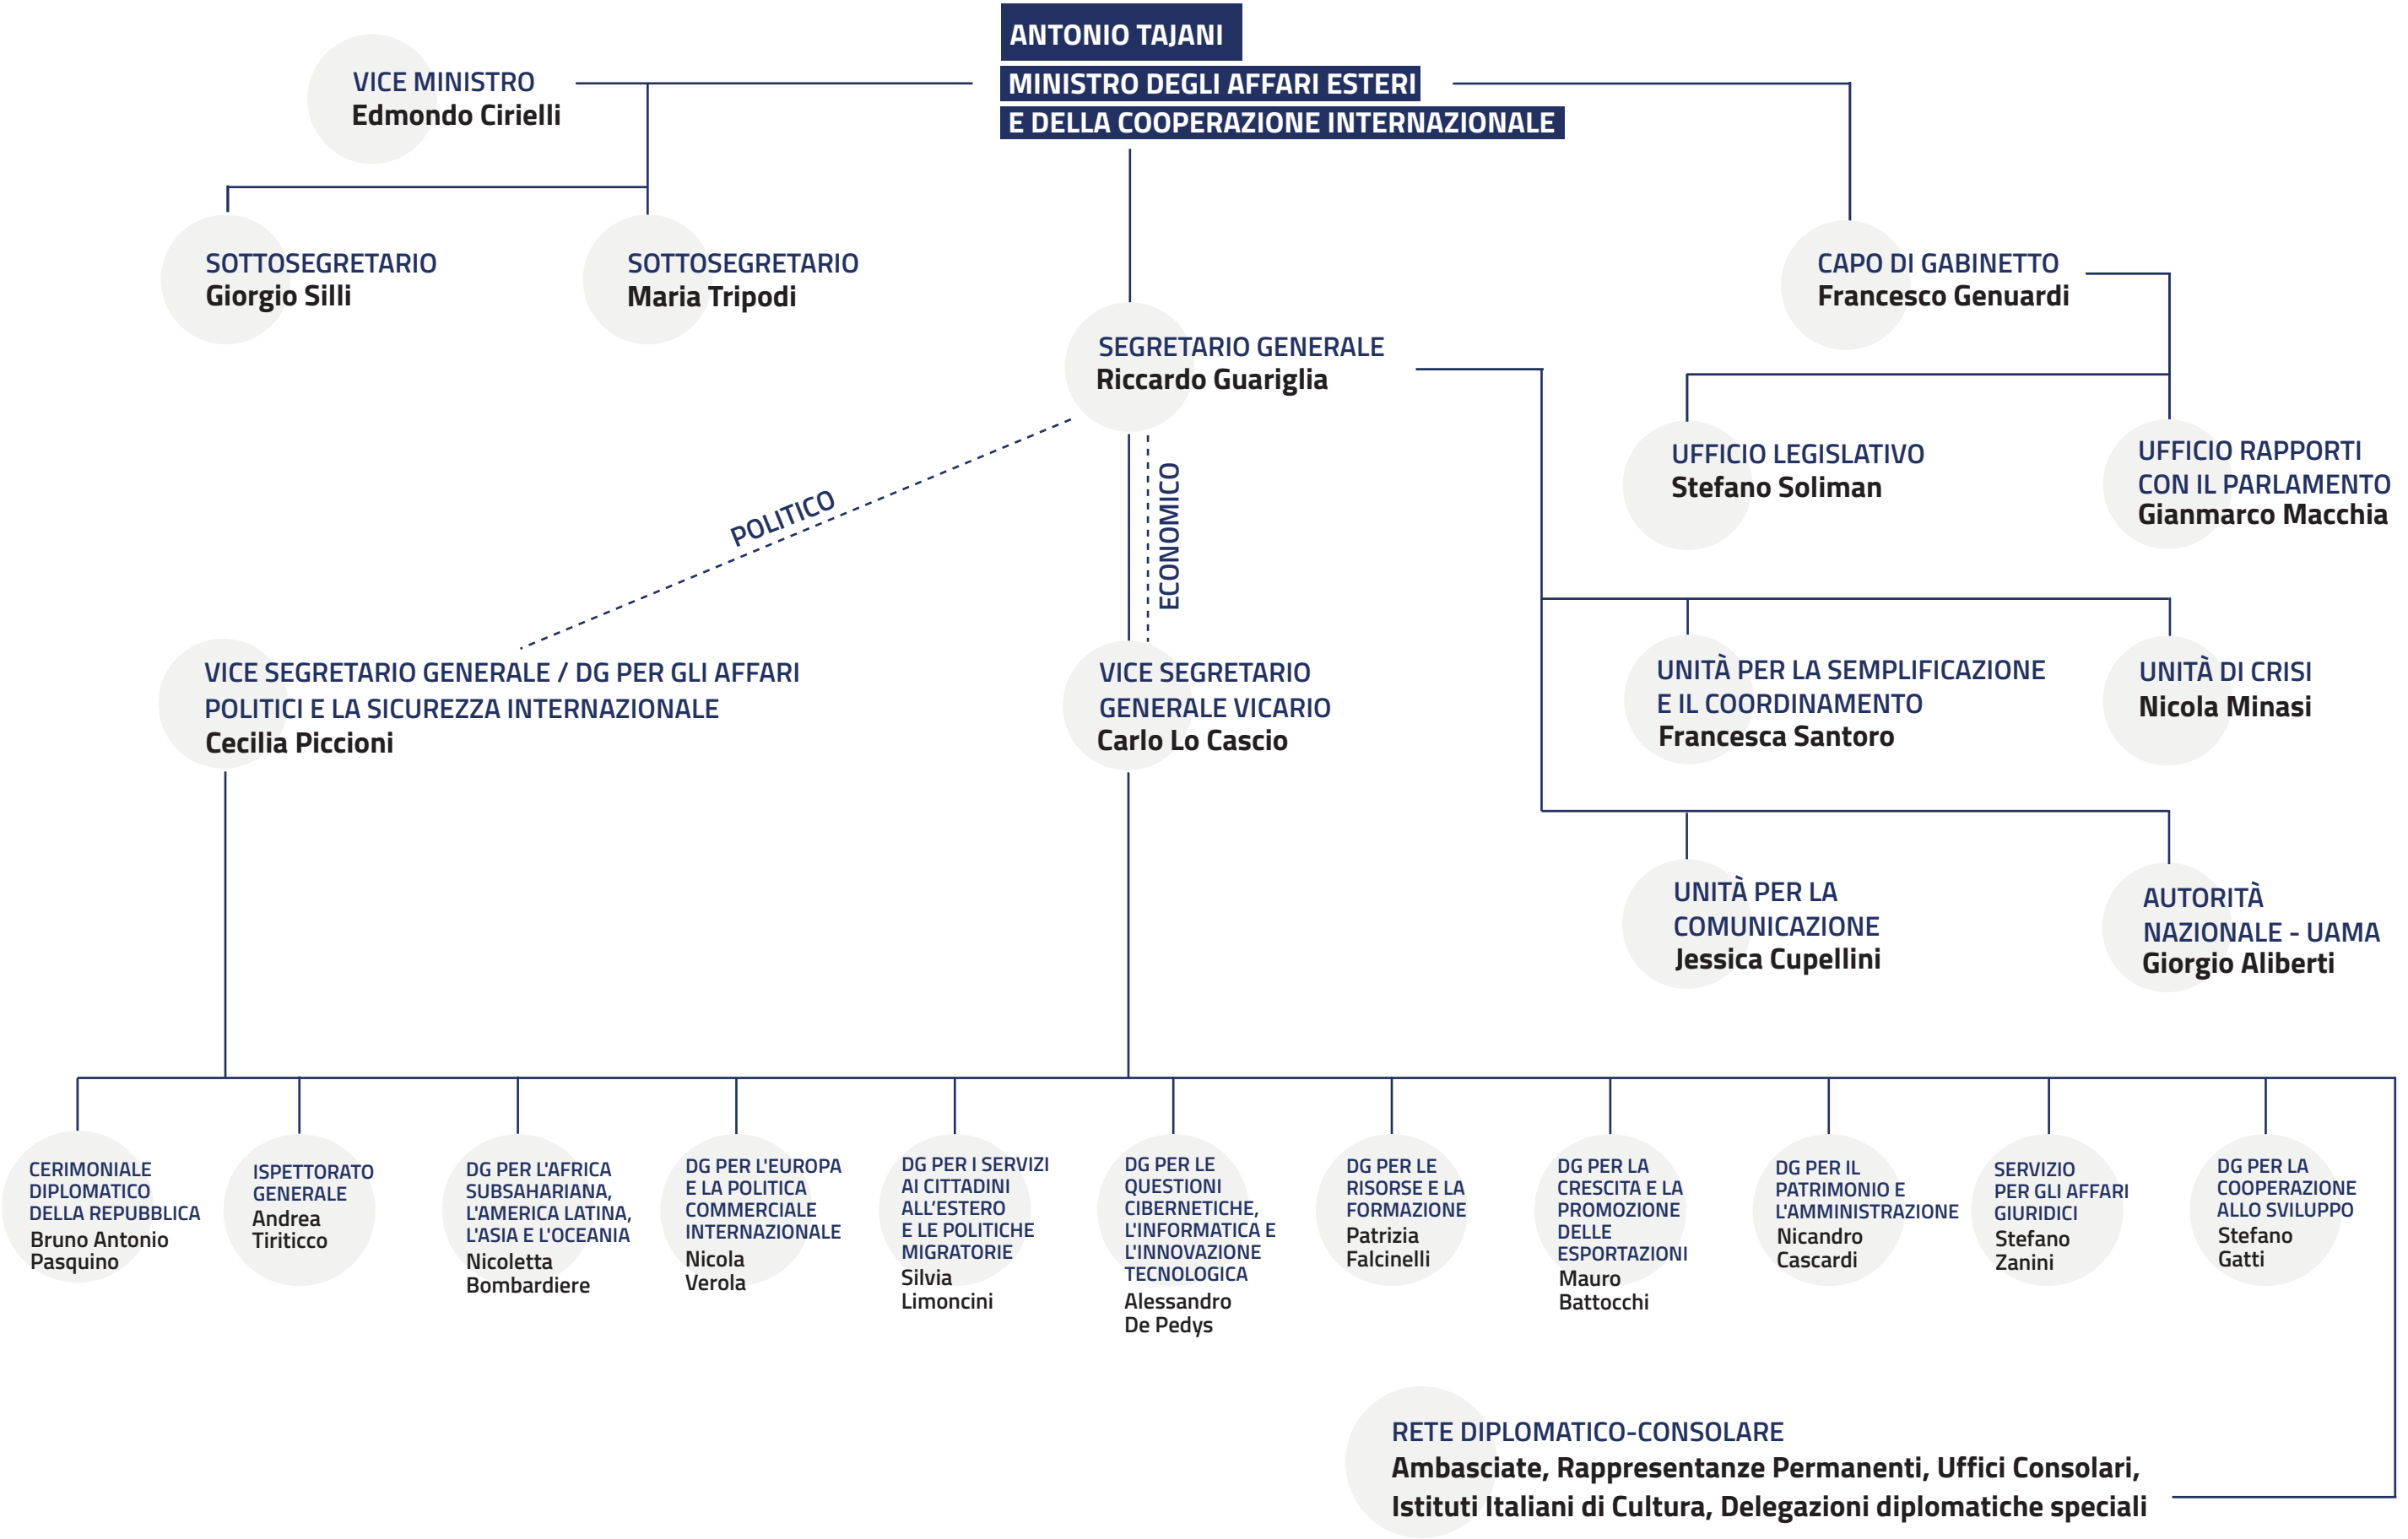 ANTONIO TAJANI
MINISTRO DEGLI AFFARI ESTERI
E DELLA COOPERAZIONE INTERNAZIONALE
VICE MINISTRO
Edmondo Cirielli
SOTTOSEGRETARIO
Giorgio Silli
SOTTOSEGRETARIO
Maria Tripodi
CAPO DI GABINETTO
Francesco Genuardi
SEGRETARIO GENERALE
Riccardo Guariglia
UFFICIO LEGISLATIVO
Stefano Soliman
UFFICIO RAPPORTI
CON IL PARLAMENTO
Gianmarco Macchia
POLITICO
ECONOMICO
VICE SEGRETARIO GENERALE / DG PER GLI AFFARI
POLITICI E LA SICUREZZA INTERNAZIONALE
Cecilia Piccioni
VICE SEGRETARIO
GENERALE VICARIO
Carlo Lo Cascio
UNITÀ PER LA SEMPLIFICAZIONE
E IL COORDINAMENTO
Francesca Santoro
UNITÀ DI CRISI
Nicola Minasi
UNITÀ PER LA
COMUNICAZIONE
Jessica Cupellini
AUTORITÀ
NAZIONALE - UAMA
Giorgio Aliberti
CERIMONIALE
DIPLOMATICO
DELLA REPUBBLICA
Bruno Antonio
Pasquino
ISPETTORATO
GENERALE
Andrea
Tiriticco
DG PER L'AFRICA
SUBSAHARIANA,
L'AMERICA LATINA,
L'ASIA E L'OCEANIA
Nicoletta
Bombardiere
DG PER L'EUROPA
E LA POLITICA
COMMERCIALE
INTERNAZIONALE
Nicola
Verola
DG PER I SERVIZI
AI CITTADINI
ALL’ESTERO
E LE POLITICHE
MIGRATORIE
Silvia
Limoncini
DG PER LE
QUESTIONI
CIBERNETICHE,
L'INFORMATICA E
L'INNOVAZIONE
TECNOLOGICA
Alessandro
De Pedys
DG PER LE
RISORSE E LA
FORMAZIONE
Patrizia
Falcinelli
DG PER LA
CRESCITA E LA
PROMOZIONE
DELLE
ESPORTAZIONI
Mauro
Battocchi
DG PER IL
PATRIMONIO E
L'AMMINISTRAZIONE
Nicandro
Cascardi
SERVIZIO
PER GLI AFFARI
GIURIDICI
Stefano
Zanini
DG PER LA
COOPERAZIONE
ALLO SVILUPPO
Stefano
Gatti
RETE DIPLOMATICO-CONSOLARE
Ambasciate, Rappresentanze Permanenti, Uffici Consolari,
Istituti Italiani di Cultura, Delegazioni diplomatiche speciali